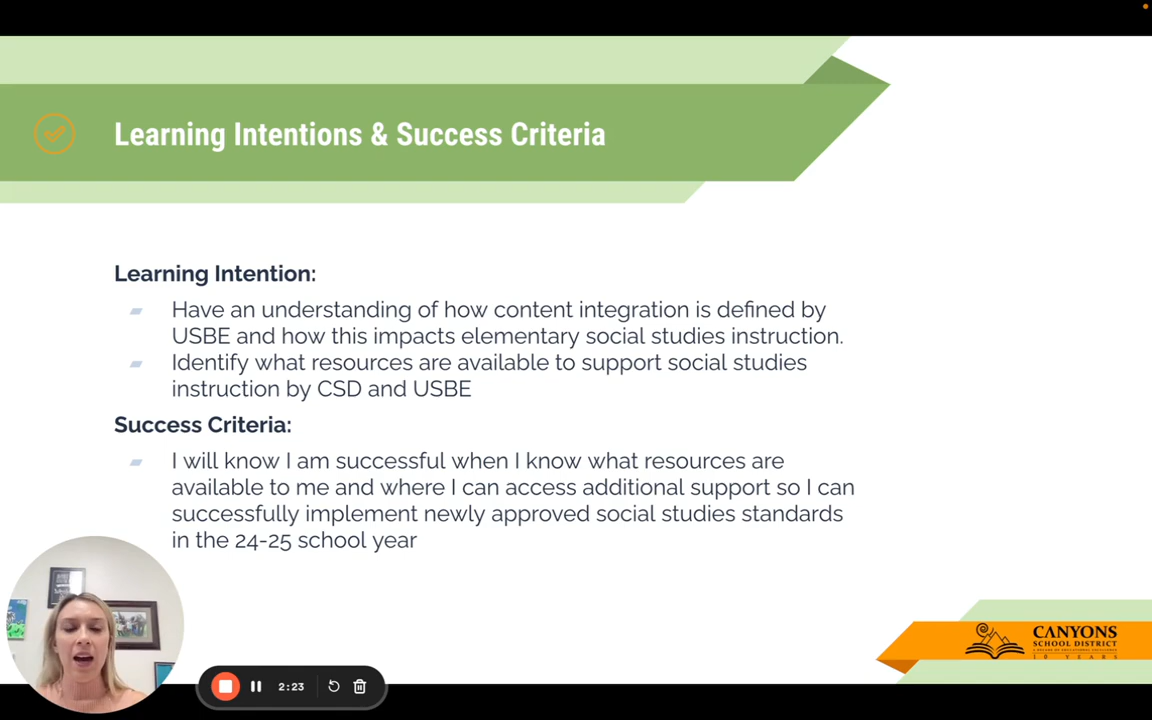 Learning Intentions & Success Criteria
Learning Intention:
Have an understanding of how content integration is defined by
USBE and how this impacts elementary social studies instruction.
Identify what resources are available to support social studies
instruction by CSD and USBE
Success Criteria:
I will know I am successful when I know what resources are
available to me and where I can access additional support so I can
successfully implement newly approved social studies standards
in the 24-25 school year
2:23
CANYONS
SCHOOL DISTRICT
10 YEARS